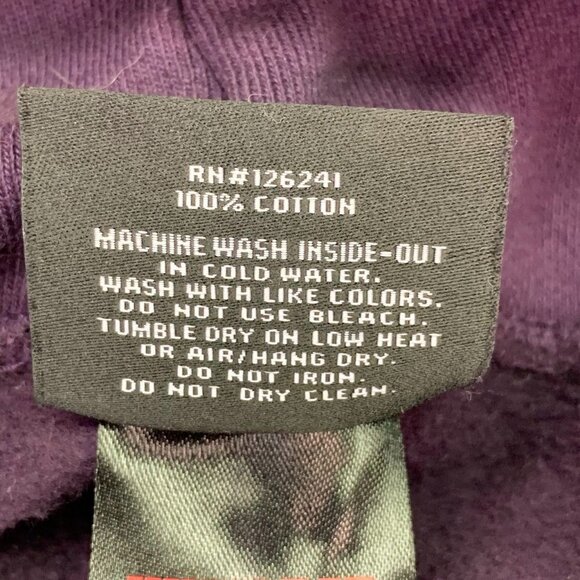 RN#126241
100% COTTON
MACHINE WASH INSIDE-OUT
IN COLD WATER.
WASH WITH LIKE COLORS.
DO NOT USE BLEACH.
TUMBLE DRY ON LOW HEAT
OR AIR/HANG DRY.
DO NOT IRON.
DO NOT DRY CLEAN.